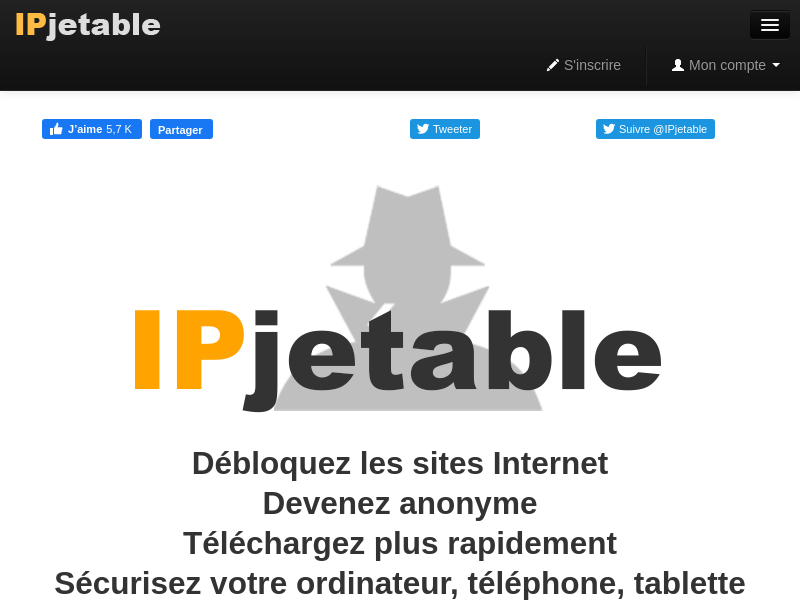 IPjetable
S'inscrire
Mon compte
J'aime 5,7 K
Partager
Tweeter
Suivre @IPjetable
IPjetable
Débloquez les sites Internet
Devenez anonyme
Téléchargez plus rapidement
Sécurisez votre ordinateur, téléphone, tablette